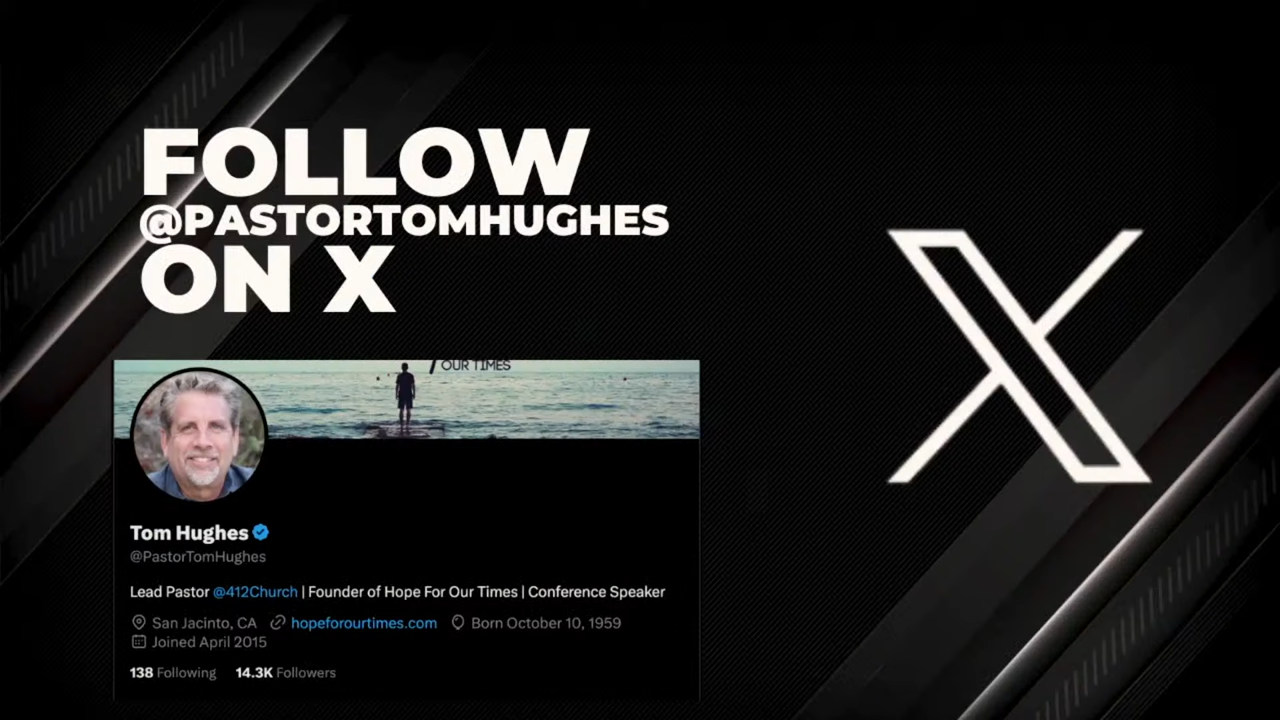 FOLLOW
@PASTORTOMHUGHES
ON X
OUR TIMES
Tom Hughes
@PastorTomHughes
Lead Pastor @412Church | Founder of Hope For Our Times | Conference Speaker
San Jacinto, CA hopeforourtimes.com Born October 10, 1959
Joined April 2015
138 Following 14.3K Followers